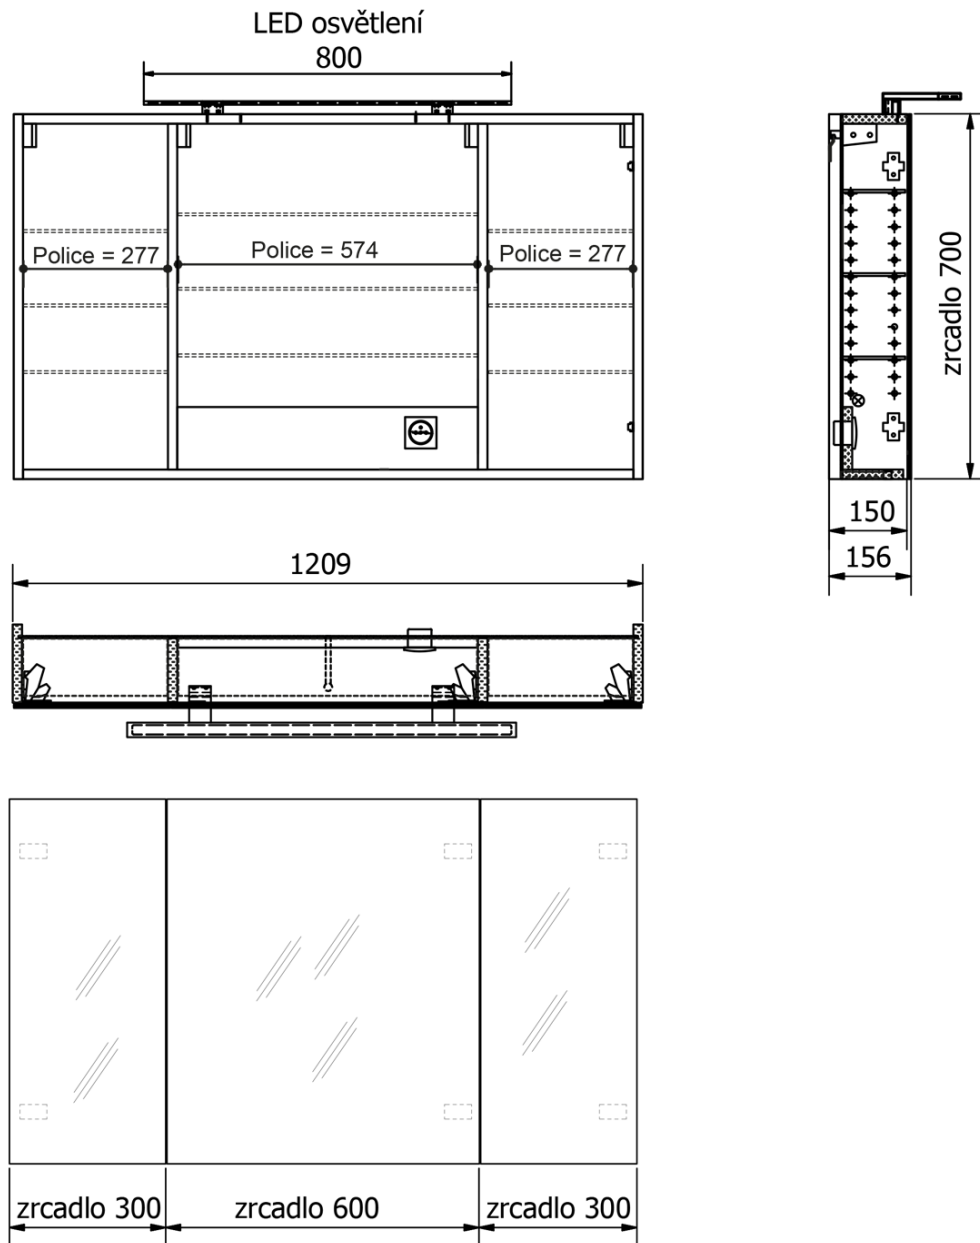 LED osvětlení
800
Police = 277
Police = 574
Police = 277
zrcadlo 700
150
156
1209
zrcadlo 300
zrcadlo 600
zrcadlo 300